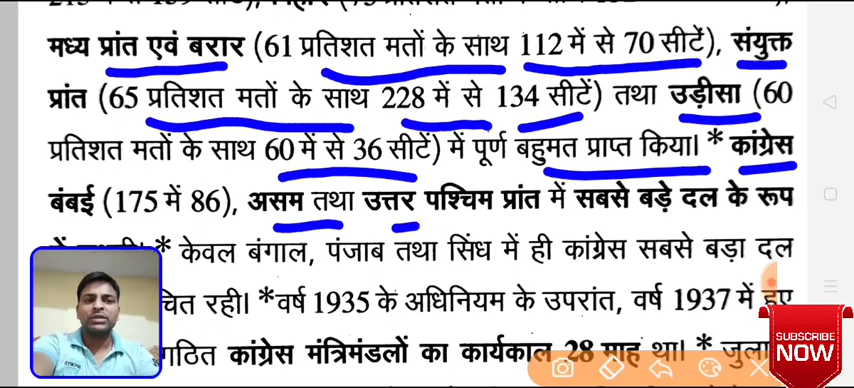 मध्य प्रांत एवं बरार (61 प्रतिशत मतों के साथ 112 में से 70 सीटें), संयुक्त
प्रांत (65 प्रतिशत मतों के साथ 228 में से 134 सीटें) तथा उड़ीसा (60
प्रतिशत मतों के साथ 60 में से 36 सीटें) में पूर्ण बहुमत प्राप्त किया। * कांग्रेस
बंबई (175 में 86), असम तथा उत्तर पश्चिम प्रांत में सबसे बड़े दल के रूप
* केवल बंगाल, पंजाब तथा सिंध में ही कांग्रेस सबसे बड़ा दल
रही। *वर्ष 1935 के अधिनियम के उपरांत, वर्ष 1937 में हुए
कांग्रेस मंत्रिमंडलों का कार्यकाल 28 माह था। *
SUBSCRIBE
NOW